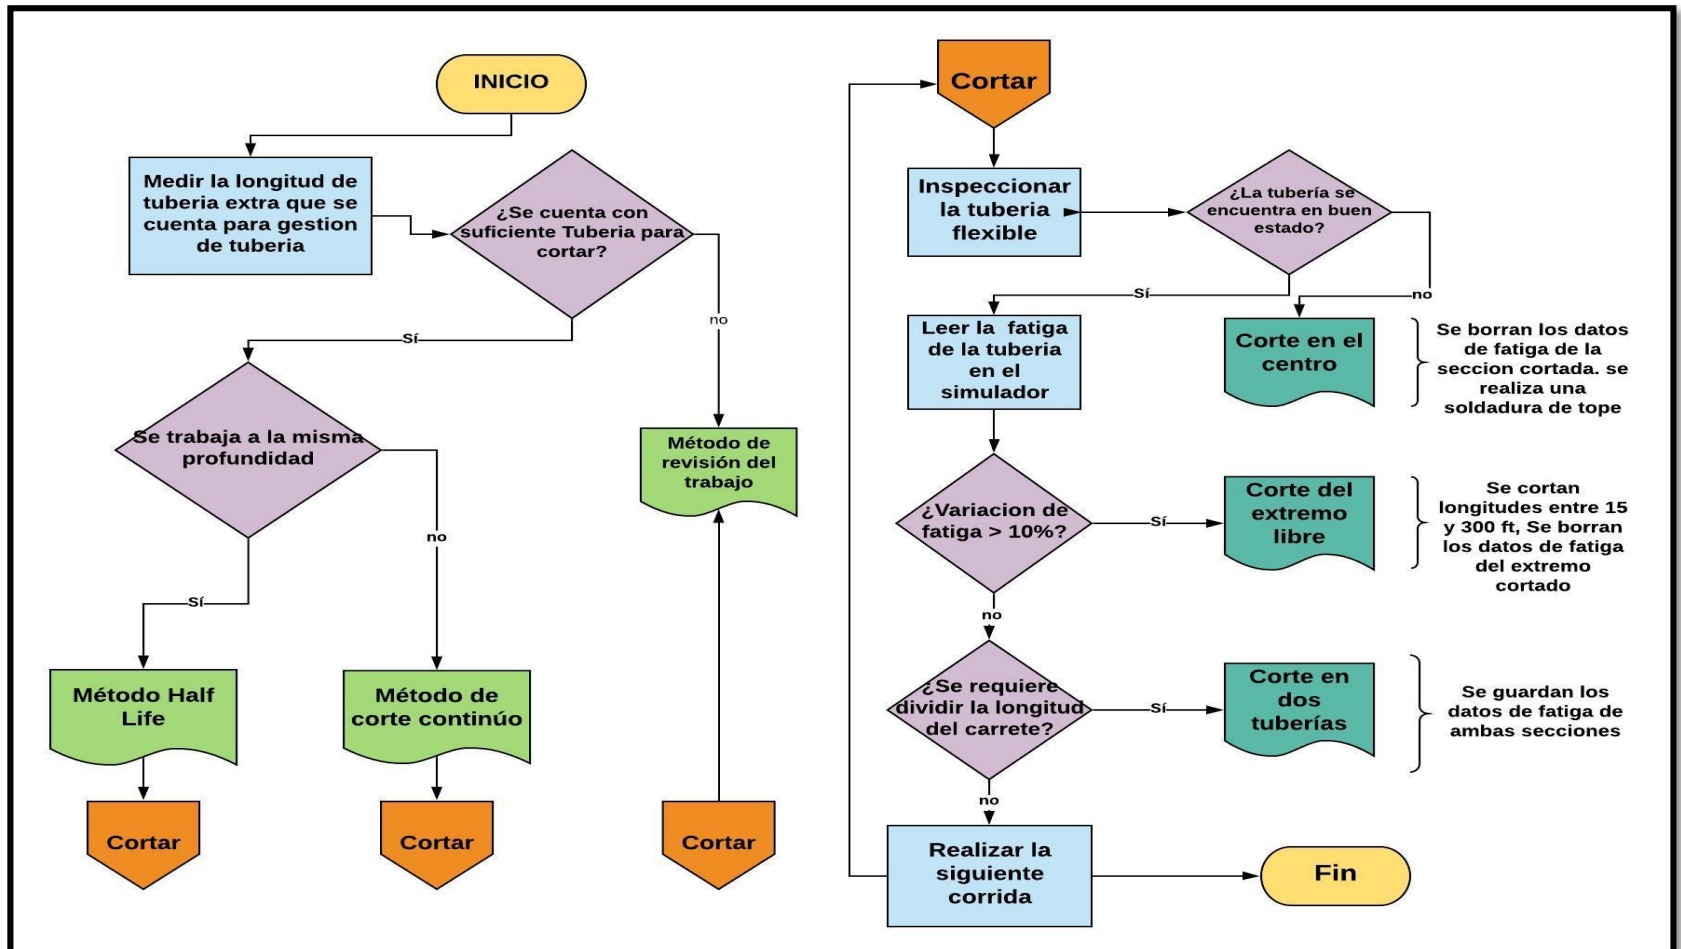 INICIO
Medir la longitud de
tuberia extra que se
cuenta para gestion
de tuberia
¿Se cuenta con
suficiente Tuberia para
cortar?
no
Sí
Se trabaja a la misma
profundidad
Método de
revisión del
trabajo
no
Sí
Método Half
Life
Método de
corte continúo
Cortar
Cortar
Cortar
Cortar
Inspeccionar
la tuberia
flexible
¿La tubería se
encuentra en buen
estado?
Sí
no
Leer la fatiga
de la tuberia
en el
simulador
Corte en el
centro
Se borran los datos
de fatiga de la
seccion cortada. se
realiza una
soldadura de tope
¿Variacion de
fatiga > 10%?
Sí
Corte del
extremo
libre
Se cortan
longitudes entre 15
y 300 ft, Se borran
los datos de fatiga
del extremo
cortado
no
¿Se requiere
dividir la longitud
del carrete?
Sí
Corte en
dos
tuberías
Se guardan los
datos de fatiga de
ambas secciones
no
Realizar la
siguiente
corrida
Fin